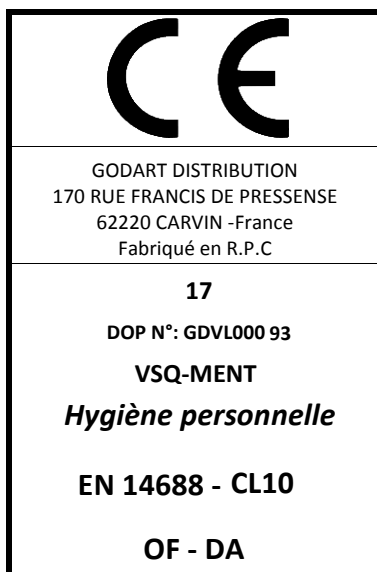 CE
GODART DISTRIBUTION
170 RUE FRANCIS DE PRESSENSE
62220 CARVIN -France
Fabriqué en R.P.C
17
DOP N°: GDVL000 93
VSQ-MENT
Hygiène personnelle
EN 14688 - CL10
OF - DA